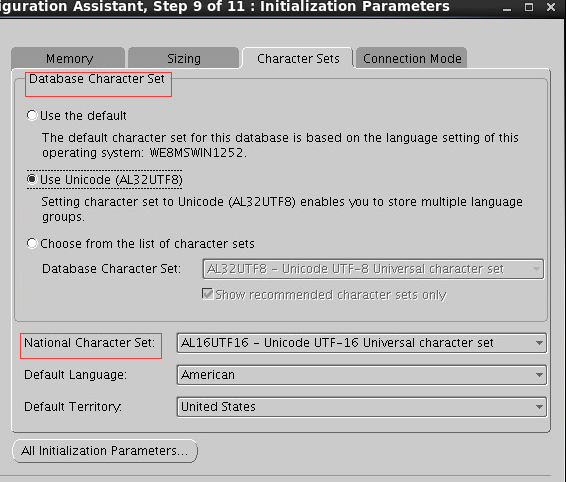 iguration Assistant, Step 9 of 11 : Initialization Parameters
Memory Sizing Character Sets Connection Mode
Database Character Set
Use the default
The default character set for this database is based on the language setting of this
operating system: WE8MSWIN1252.
Use Unicode (AL32UTF8)
Setting character set to Unicode (AL32UTF8) enables you to store multiple language
groups.
Choose from the list of character sets
Database Character Set: AL32UTF8 - Unicode UTF-8 Universal character set
Show recommended character sets only
National Character Set: AL16UTF16 - Unicode UTF-16 Universal character set
Default Language: American
Default Territory: United States
All Initialization Parameters...